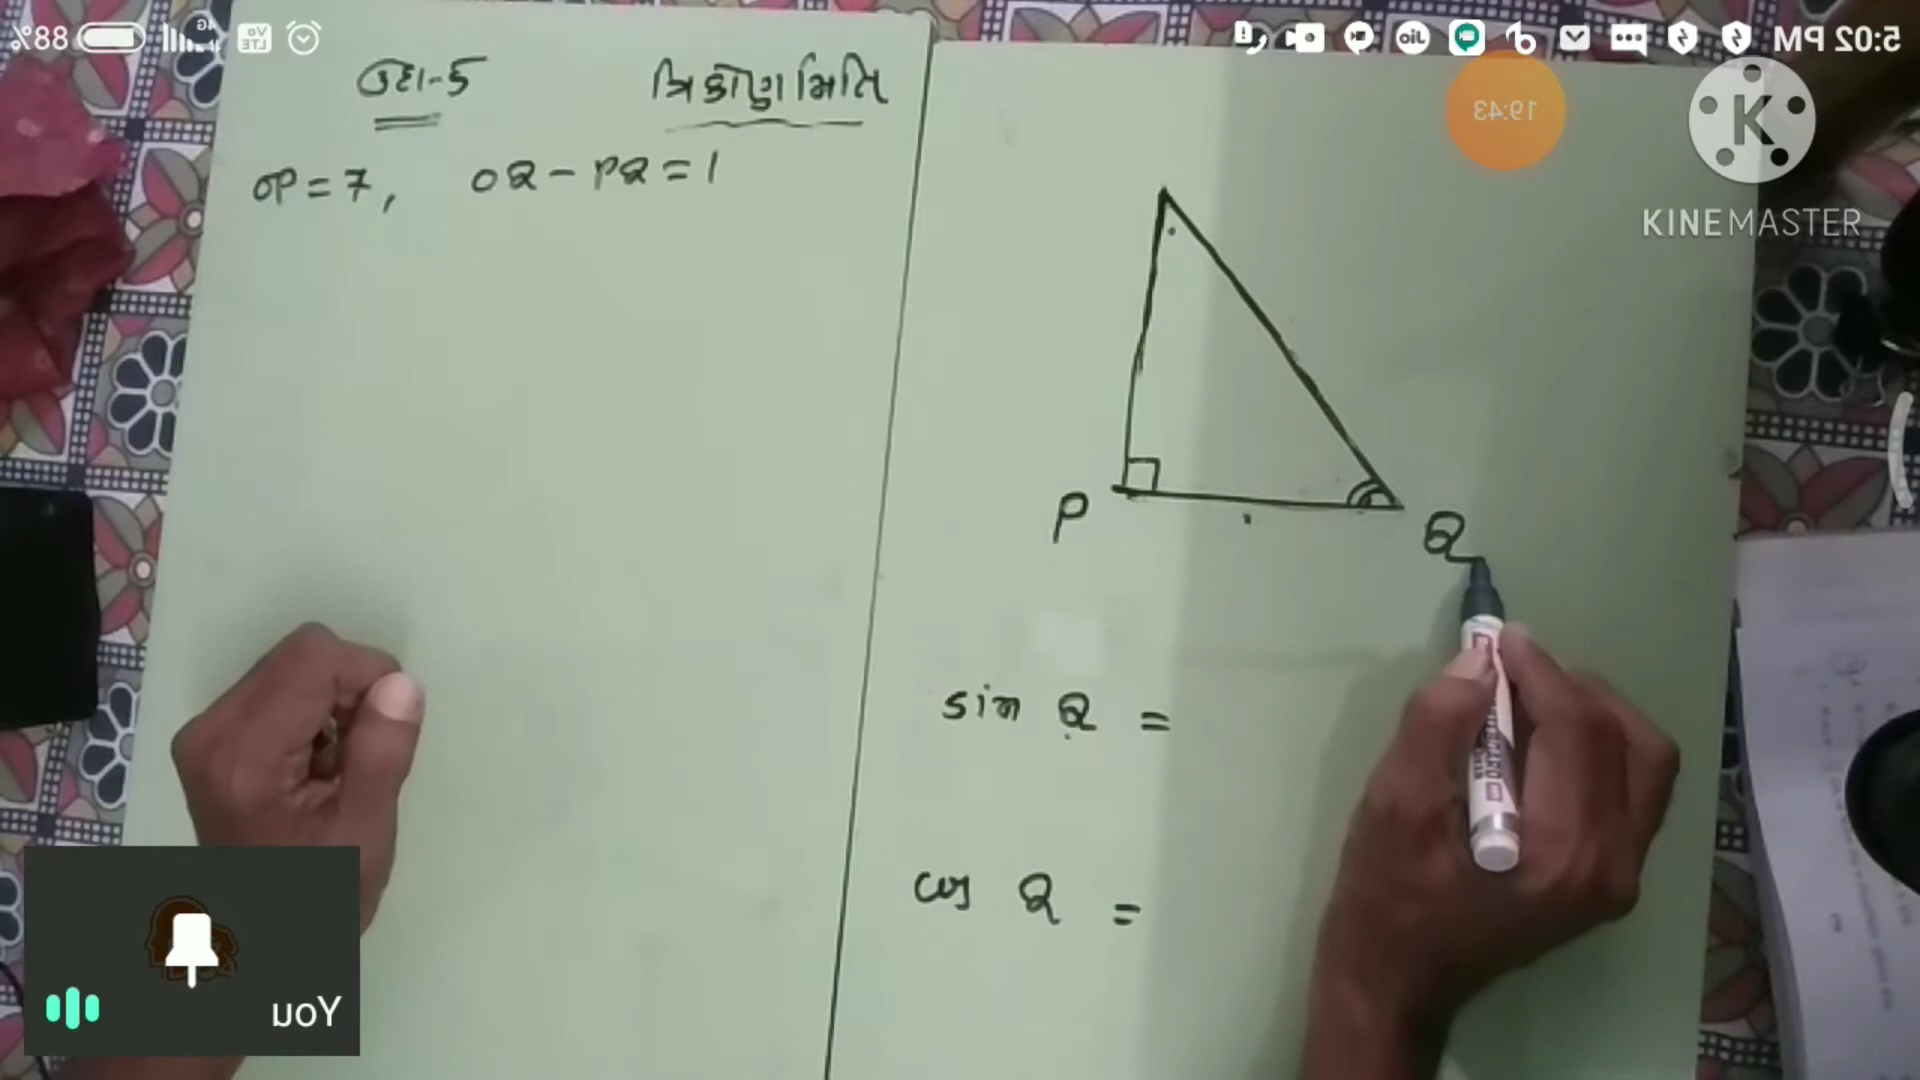 88%
5:02 PM
19:43
K
KINEMASTER
ઉદા-5 ત્રિકોણમિતિ
OP = 7, OQ - PQ = 1
P
Q
sin Q =
cos Q =
You